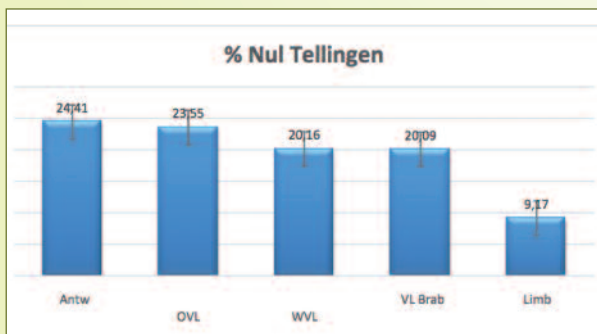 % Nul Tellingen
24,41
23,55
20,16
20,09
9,17
Antw
OVL
WVL
VL Brab
Limb